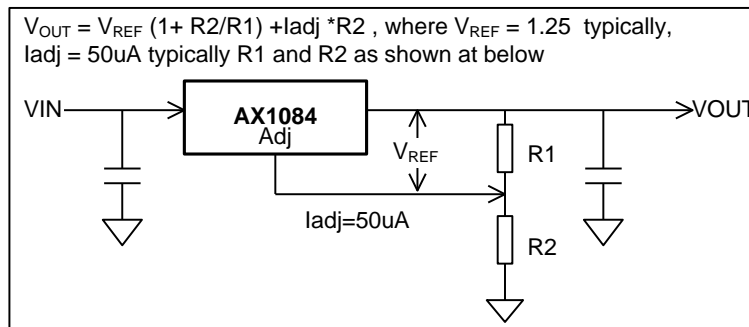 VOUT = VREF (1+ R2/R1) +Iadj *R2 , where VREF = 1.25 typically,
Iadj = 50uA typically R1 and R2 as shown at below
VIN
AX1084
Adj
VREF
R1
VOUT
Iadj=50uA
R2